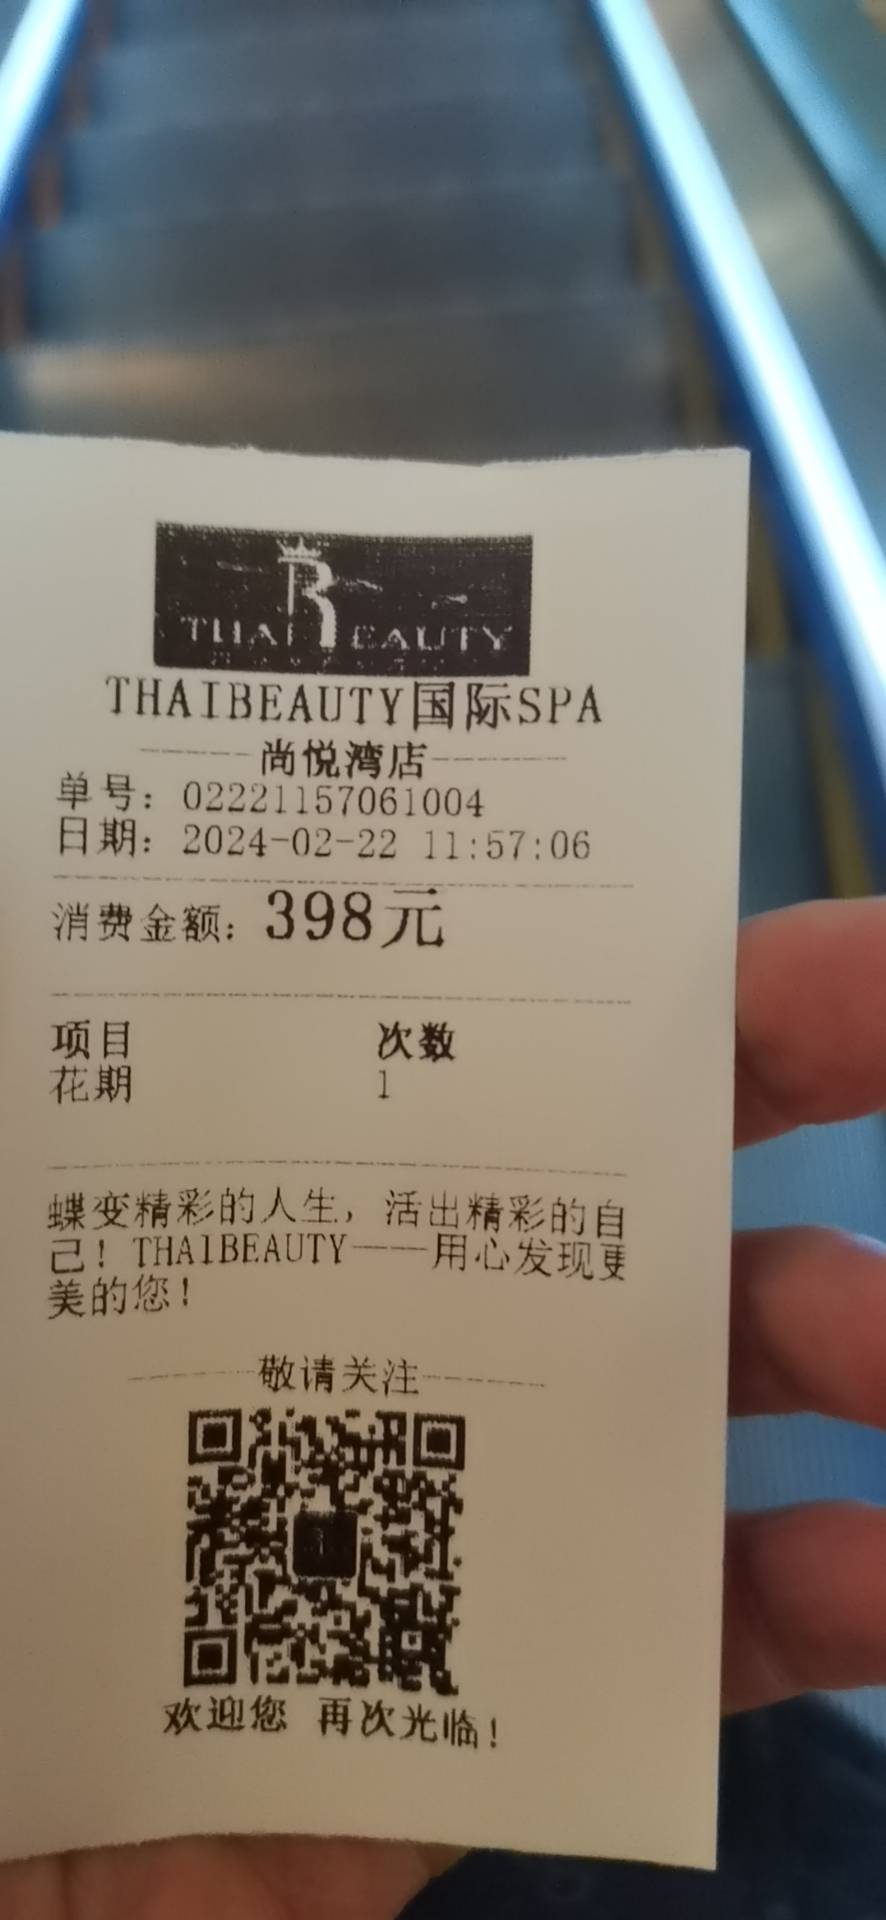 THAI BEAUTY
THAIBEAUTY国际SPA
尚悦湾店
单号：02221157061004
日期：2024-02-22 11:57:06
消费金额：398元
项目 次数
花期 1
蝶变精彩的人生，活出精彩的自
己！THA1BEAUTY——用心发现更
美的您！
敬请关注
欢迎您 再次光临！